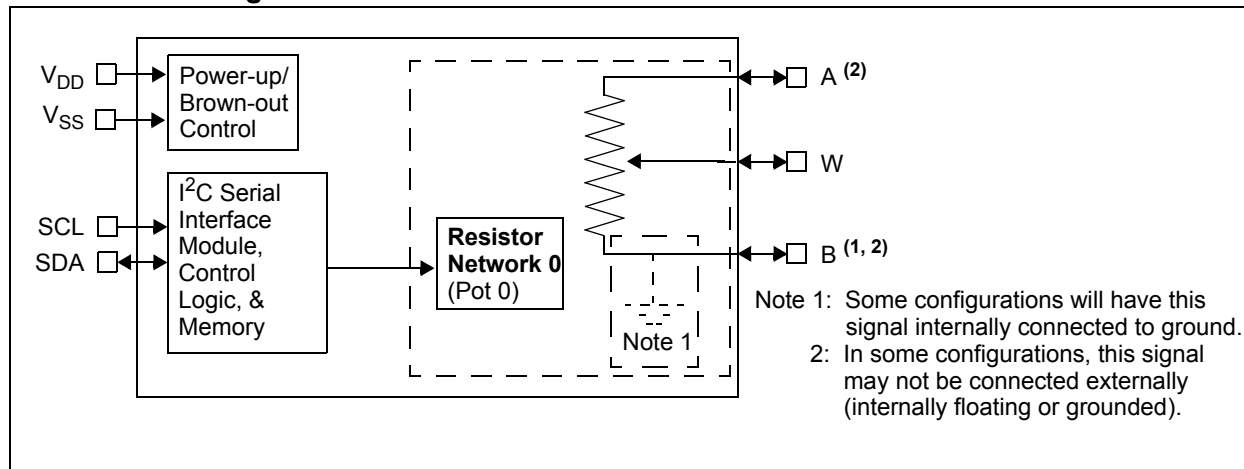 V_DD
V_SS
Power-up/
Brown-out
Control
SCL
SDA
I²C Serial
Interface
Module,
Control
Logic, &
Memory
Resistor
Network 0
(Pot 0)
Note 1
A (2)
W
B (1, 2)
Note 1: Some configurations will have this
signal internally connected to ground.
2: In some configurations, this signal
may not be connected externally
(internally floating or grounded).